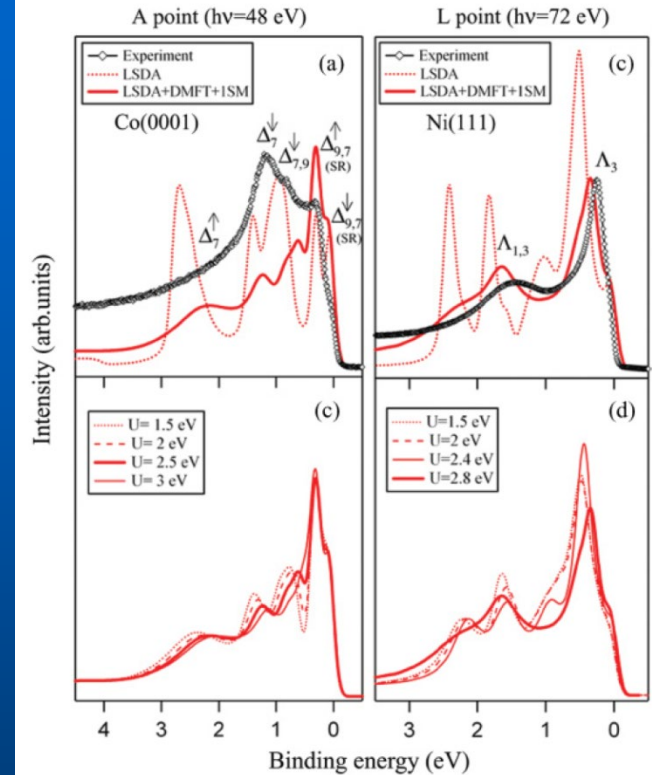 A point (hν=48 eV)
L point (hν=72 eV)
Experiment
LSDA
LSDA+DMFT+1SM
(a)
Co(0001)
Δ7↓
Δ7,9↓
Δ9,7↑
(SR)
Δ9,7↓
(SR)
Δ7↑
Experiment
LSDA
LSDA+DMFT+1SM
(c)
Ni(111)
Λ3
Λ1,3
Intensity (arb.units)
U= 1.5 eV
U= 2 eV
U= 2.5 eV
U= 3 eV
(c)
U=1.5 eV
U=2 eV
U=2.4 eV
U=2.8 eV
(d)
4 3 2 1 0
3 2 1 0
Binding energy (eV)